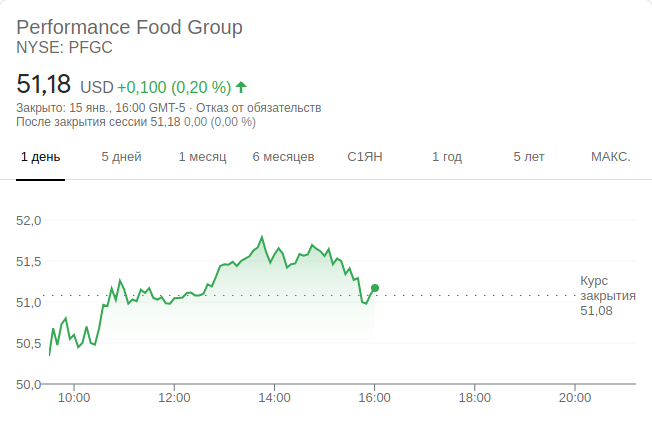 Performance Food Group
NYSE: PFGC
51,18 USD +0,100 (0,20 %)
Закрыто: 15 янв., 16:00 GMT-5 · Отказ от обязательств
После закрытия сессии 51,18 0,00 (0,00 %)
1 день 5 дней 1 месяц 6 месяцев С1ЯН 1 год 5 лет МАКС.
52,0
51,5
51,0
50,5
50,0
Курс
закрытия
51,08
10:00 12:00 14:00 16:00 18:00 20:00